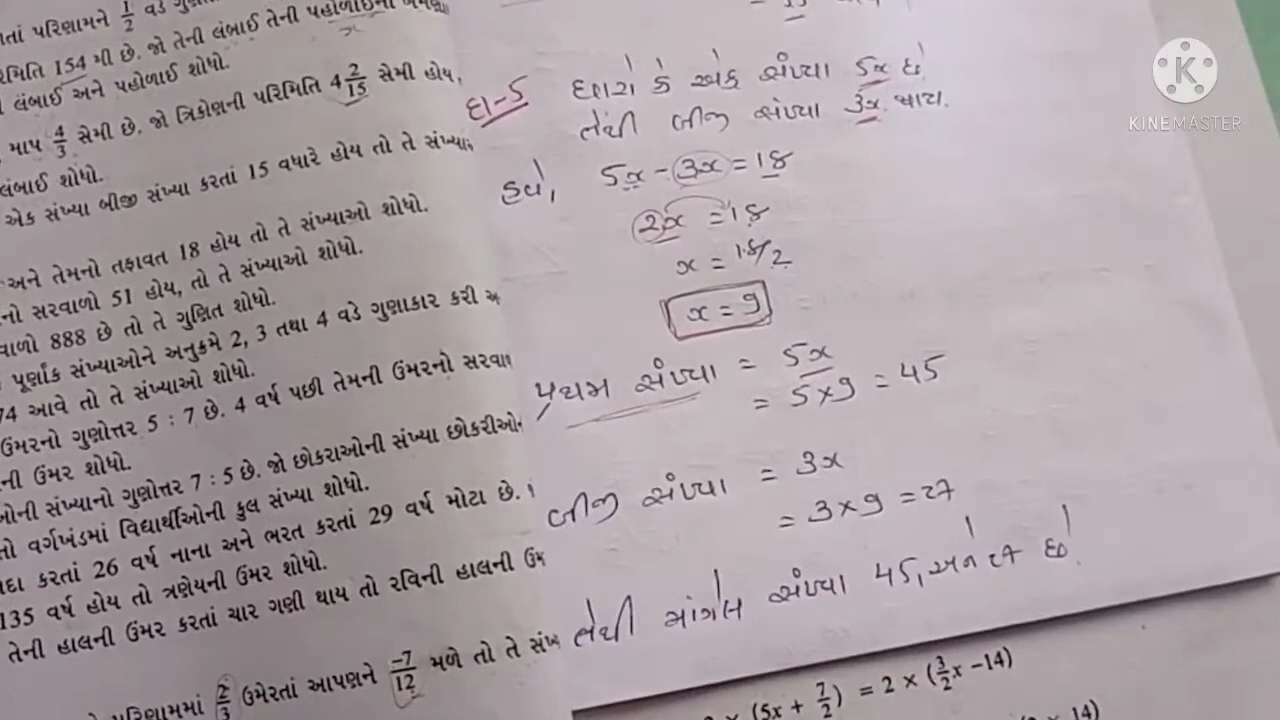 ાતાં પરિણામને 1/2 વડે
રિમિતિ 154 મી છે. જો તેની લંબાઈ તેની પહોળાઈના
x
લંબાઈ અને પહોળાઈ શોધો.
માપ 4/3 સેમી છે. જો ત્રિકોણની પરિમિતિ 4 2/15 સેમી હોય,
લંબાઈ શોધો.
એક સંખ્યા બીજી સંખ્યા કરતાં 15 વધારે હોય તો તે સંખ્યા
અને તેમનો તફાવત 18 હોય તો તે સંખ્યાઓ શોધો.
નો સરવાળો 51 હોય, તો તે સંખ્યાઓ શોધો.
વાળો 888 છે તો તે ગુણિત શોધો.
પૂર્ણાંક સંખ્યાઓને અનુક્રમે 2, 3 તથા 4 વડે ગુણાકાર કરી
74 આવે તો તે સંખ્યાઓ શોધો.
ઉંમરનો ગુણોત્તર 5 : 7 છે. 4 વર્ષ પછી તેમની ઉંમરનો સરવા
ની ઉંમર શોધો.
ઓની સંખ્યાનો ગુણોત્તર 7 : 5 છે. જો છોકરાઓની સંખ્યા છોકરીઓ
તો વર્ગખંડમાં વિદ્યાર્થીઓની કુલ સંખ્યા શોધો.
દાદા કરતાં 26 વર્ષ નાના અને ભરત કરતાં 29 વર્ષ મોટા છે.
135 વર્ષ હોય તો ત્રણેયની ઉંમર શોધો.
તેની હાલની ઉંમર કરતાં ચાર ગણી થાય તો રવિની હાલની ઉંમ
પરિણામમાં 2/3 ઉમેરતાં આપણને -7/12 મળે તો તે સંખ
દા-5 ધારો કે એક સંખ્યા 5x છે
તેથી બીજી સંખ્યા 3x થાય.
હવે, 5x - 3x = 18
2x = 18
x = 18/2
x = 9
પ્રથમ સંખ્યા = 5x
= 5 x 9 = 45
બીજી સંખ્યા = 3x
= 3 x 9 = ૨૭
તેથી માંગેલ સંખ્યા 45, અને ૨૭ છે
x (5x + 7/2) = 2 × (3/2x - 14)
- 14)
KINEMASTER